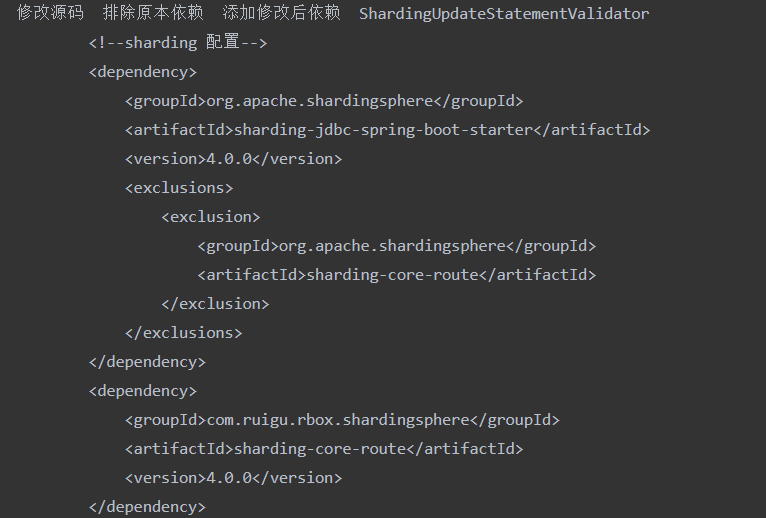 修改源码  排除原本依赖  添加修改后依赖  ShardingUpdateStatementValidator
<!--sharding 配置-->
<dependency>
    <groupId>org.apache.shardingsphere</groupId>
    <artifactId>sharding-jdbc-spring-boot-starter</artifactId>
    <version>4.0.0</version>
    <exclusions>
        <exclusion>
            <groupId>org.apache.shardingsphere</groupId>
            <artifactId>sharding-core-route</artifactId>
        </exclusion>
    </exclusions>
</dependency>
<dependency>
    <groupId>com.ruigu.rbox.shardingsphere</groupId>
    <artifactId>sharding-core-route</artifactId>
    <version>4.0.0</version>
</dependency>